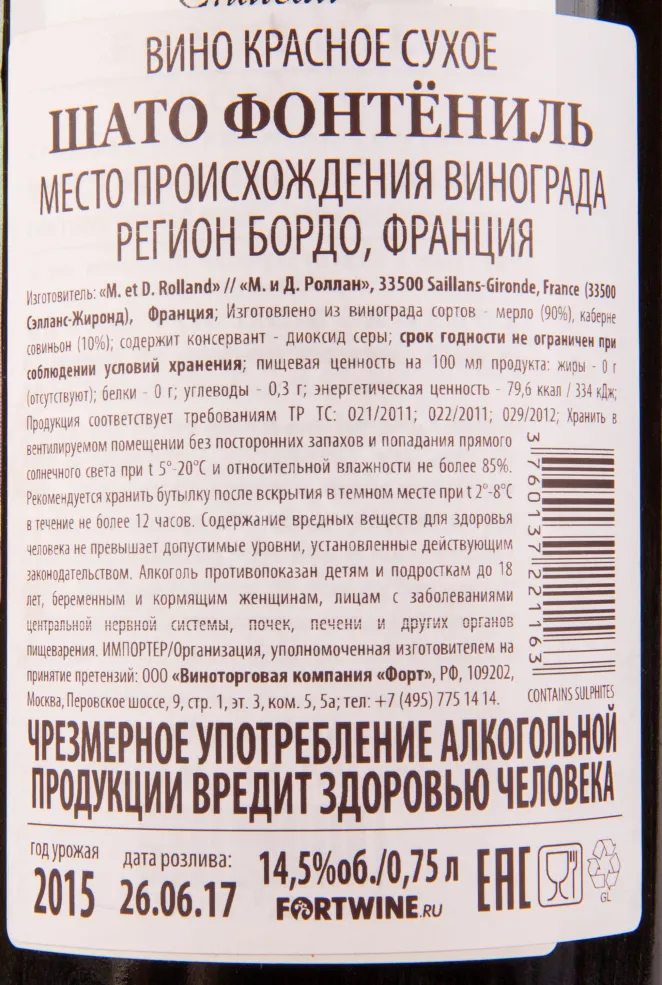 ВИНО КРАСНОЕ СУХОЕ
ШАТО ФОНТЁНИЛЬ
МЕСТО ПРОИСХОЖДЕНИЯ ВИНОГРАДА
РЕГИОН БОРДО, ФРАНЦИЯ
Изготовитель: «M. et D. Rolland» // «М. и Д. Роллан», 33500 Saillans-Gironde, France (33500
Сэлланс-Жиронд), Франция; Изготовлено из винограда сортов - мерло (90%), каберне
совиньон (10%); содержит консервант - диоксид серы; срок годности не ограничен при
соблюдении условий хранения; пищевая ценность на 100 мл продукта: жиры - 0 г
(отсутствуют); белки - 0 г; углеводы - 0,3 г; энергетическая ценность - 79,6 ккал / 334 кДж;
Продукция соответствует требованиям ТР ТС: 021/2011; 022/2011; 029/2012; Хранить в
вентилируемом помещении без посторонних запахов и попадания прямого
солнечного света при t 5°-20°С и относительной влажности не более 85%.
Рекомендуется хранить бутылку после вскрытия в темном месте при t 2°-8°С
в течение не более 12 часов. Содержание вредных веществ для здоровья
человека не превышает допустимые уровни, установленные действующим
законодательством. Алкоголь противопоказан детям и подросткам до 18
лет, беременным и кормящим женщинам, лицам с заболеваниями
центральной нервной системы, почек, печени и других органов
пищеварения. ИМПОРТЕР/Организация, уполномоченная изготовителем на
принятие претензий: ООО «Виноторговая компания «Форт», РФ, 109202,
Москва, Перовское шоссе, 9, стр. 1, эт. 3, ком. 5, 5а; тел: +7 (495) 775 14 14.
3 760137 221163
CONTAINS SULPHITES
ЧРЕЗМЕРНОЕ УПОТРЕБЛЕНИЕ АЛКОГОЛЬНОЙ
ПРОДУКЦИИ ВРЕДИТ ЗДОРОВЬЮ ЧЕЛОВЕКА
год урожая
2015
дата розлива:
26.06.17
14,5%об./0,75 л
FORTWINE.RU
EAC
GL